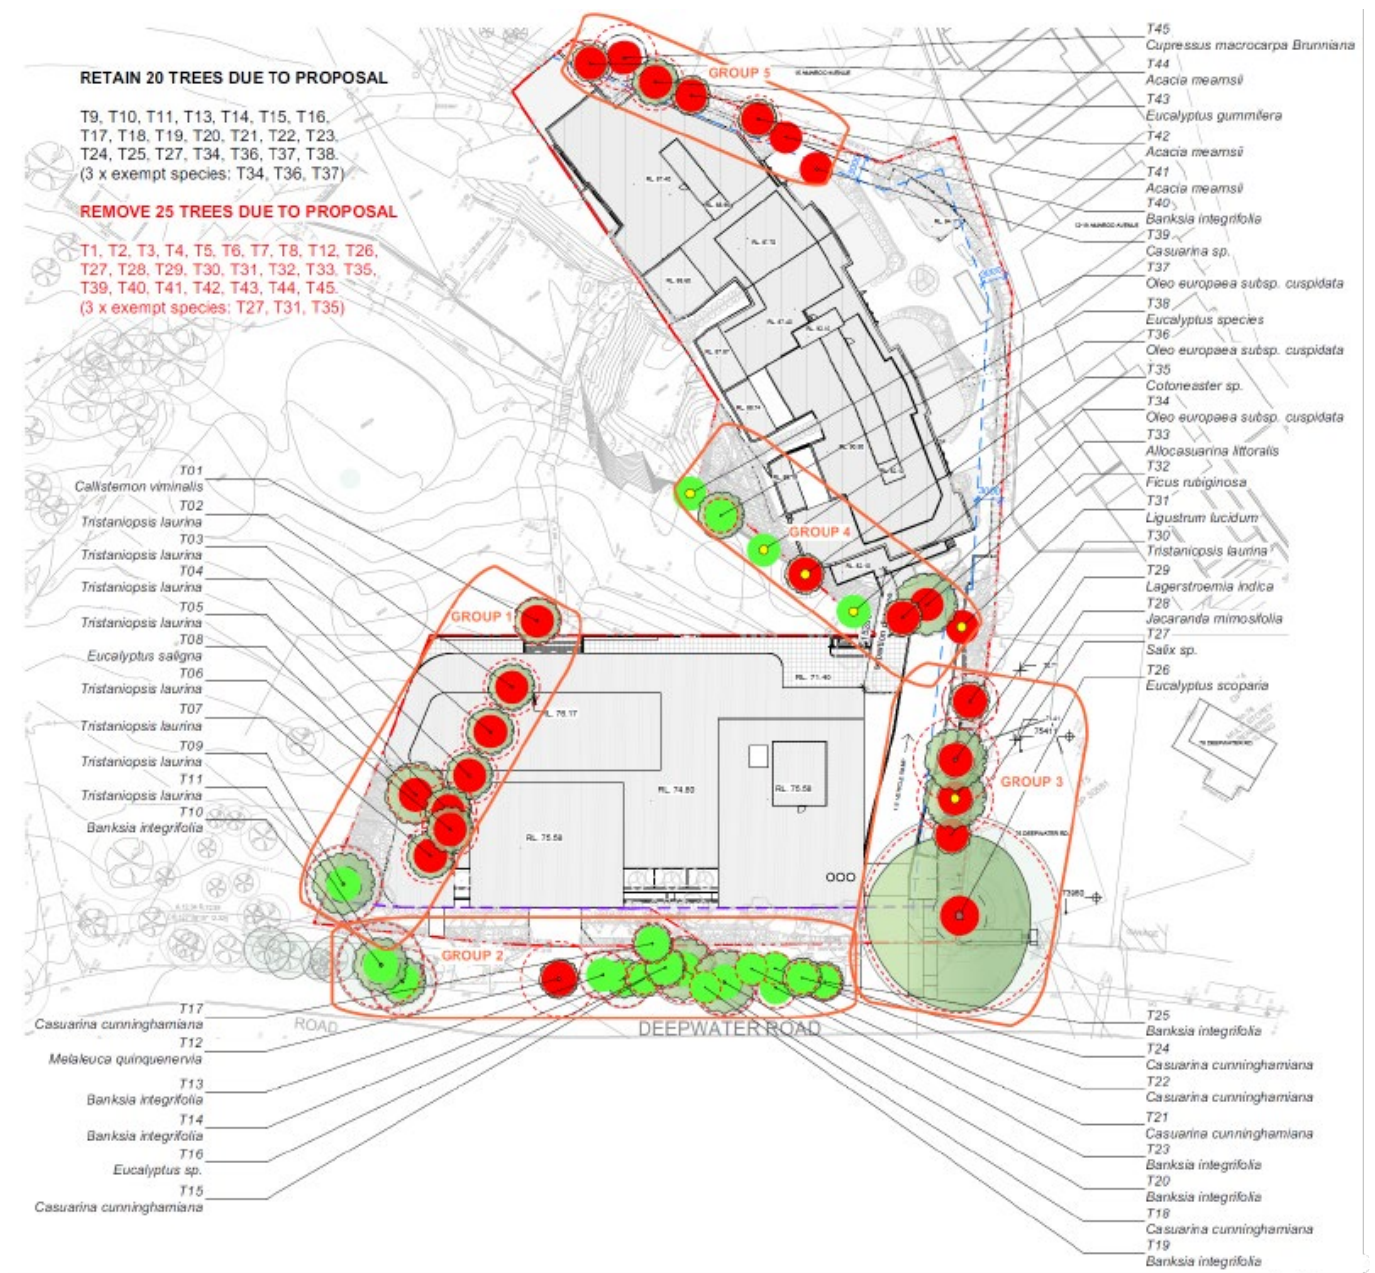 RETAIN 20 TREES DUE TO PROPOSAL
T9, T10, T11, T13, T14, T15, T16,
T17, T18, T19, T20, T21, T22, T23,
T24, T25, T27, T34, T36, T37, T38.
(3 x exempt species: T34, T36, T37)
REMOVE 25 TREES DUE TO PROPOSAL
T1, T2, T3, T4, T5, T6, T7, T8, T12, T26,
T27, T28, T29, T30, T31, T32, T33, T35,
T39, T40, T41, T42, T43, T44, T45.
(3 x exempt species: T27, T31, T35)
T45
Cupressus macrocarpa Brunniana
T44
Acacia mearnsii
T43
Eucalyptus gummifera
T42
Acacia mearnsii
T41
Acacia mearnsii
T40
Banksia integrifolia
T39
Casuarina sp.
T37
Oleo europaea subsp. cuspidata
T38
Eucalyptus species
T36
Oleo europaea subsp. cuspidata
T35
Cotoneaster sp.
T34
Oleo europaea subsp. cuspidata
T33
Allocasuarina littoralis
T32
Ficus rubiginosa
T31
Ligustrum lucidum
T30
Tristaniopsis laurina
T29
Lagerstroemia indica
T28
Jacaranda mimosifolia
T27
Salix sp.
T26
Eucalyptus scoparia
GROUP 5
GROUP 4
GROUP 1
GROUP 3
GROUP 2
T01
Callistemon viminalis
T02
Tristaniopsis laurina
T03
Tristaniopsis laurina
T04
Tristaniopsis laurina
T05
Tristaniopsis laurina
T08
Eucalyptus saligna
T06
Tristaniopsis laurina
T07
Tristaniopsis laurina
T09
Tristaniopsis laurina
T11
Tristaniopsis laurina
T10
Banksia integrifolia
RL. 71.40
RL. 76.17
RL. 74.80
RL. 75.58
RL. 75.58
ROAD
DEEPWATER ROAD
T17
Casuarina cunninghamiana
T12
Melaleuca quinquenervia
T13
Banksia integrifolia
T14
Banksia integrifolia
T16
Eucalyptus sp.
T15
Casuarina cunninghamiana
T25
Banksia integrifolia
T24
Casuarina cunninghamiana
T22
Casuarina cunninghamiana
T21
Casuarina cunninghamiana
T23
Banksia integrifolia
T20
Banksia integrifolia
T18
Casuarina cunninghamiana
T19
Banksia integrifolia